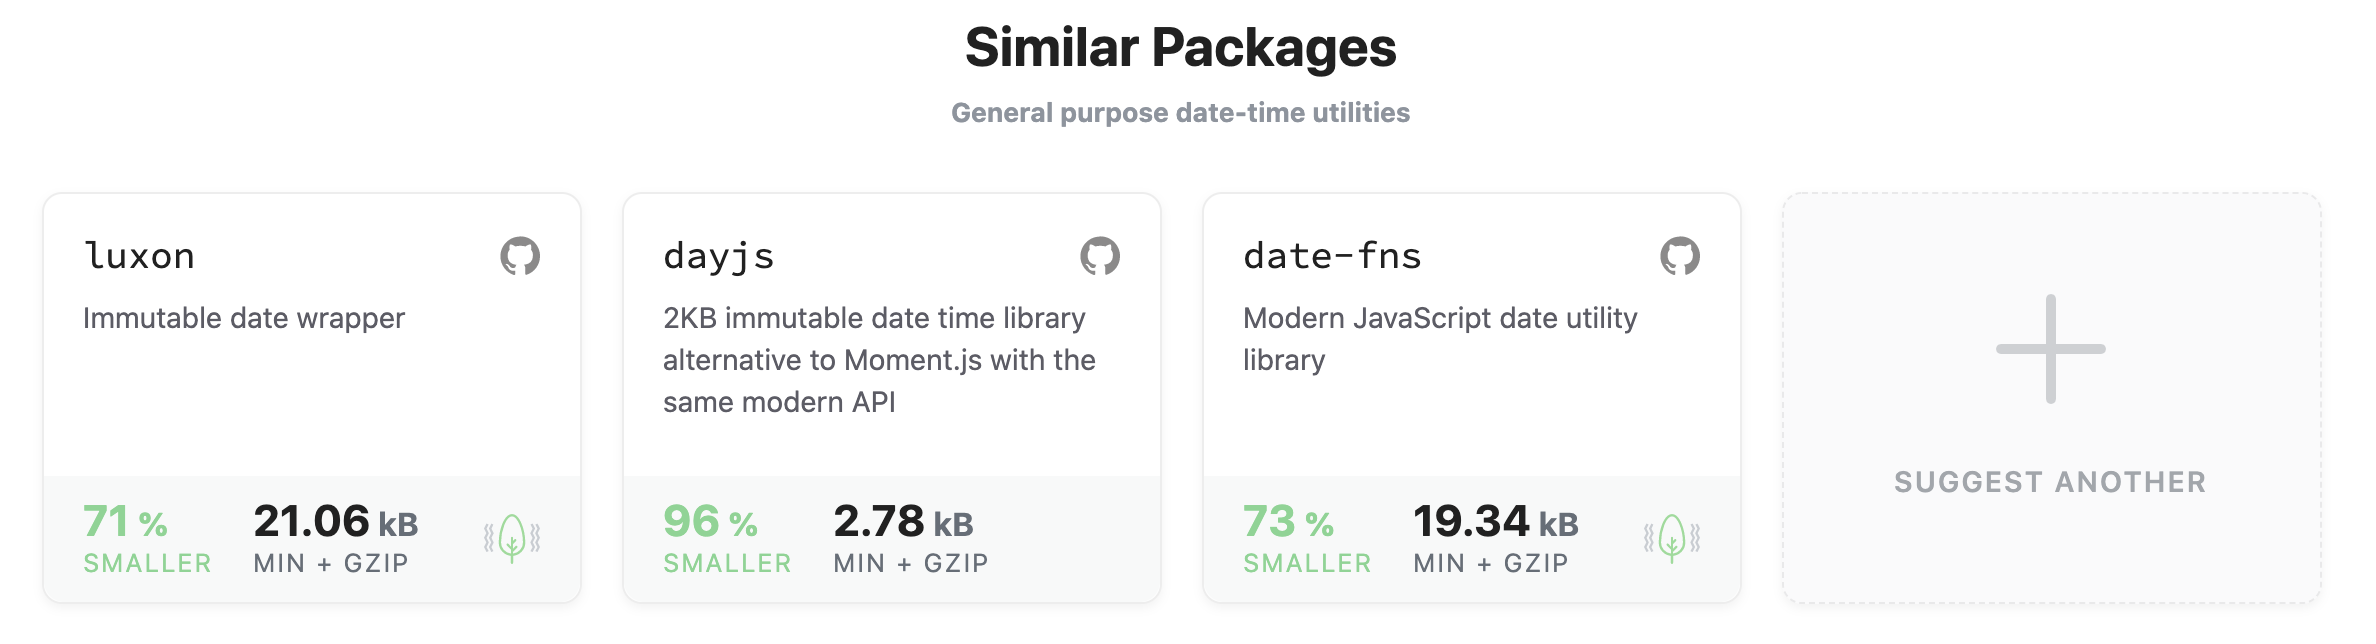 Similar Packages
General purpose date-time utilities
luxon
Immutable date wrapper
71 %
SMALLER
21.06 kB
MIN + GZIP
dayjs
2KB immutable date time library
alternative to Moment.js with the
same modern API
96 %
SMALLER
2.78 kB
MIN + GZIP
date-fns
Modern JavaScript date utility
library
73 %
SMALLER
19.34 kB
MIN + GZIP
SUGGEST ANOTHER